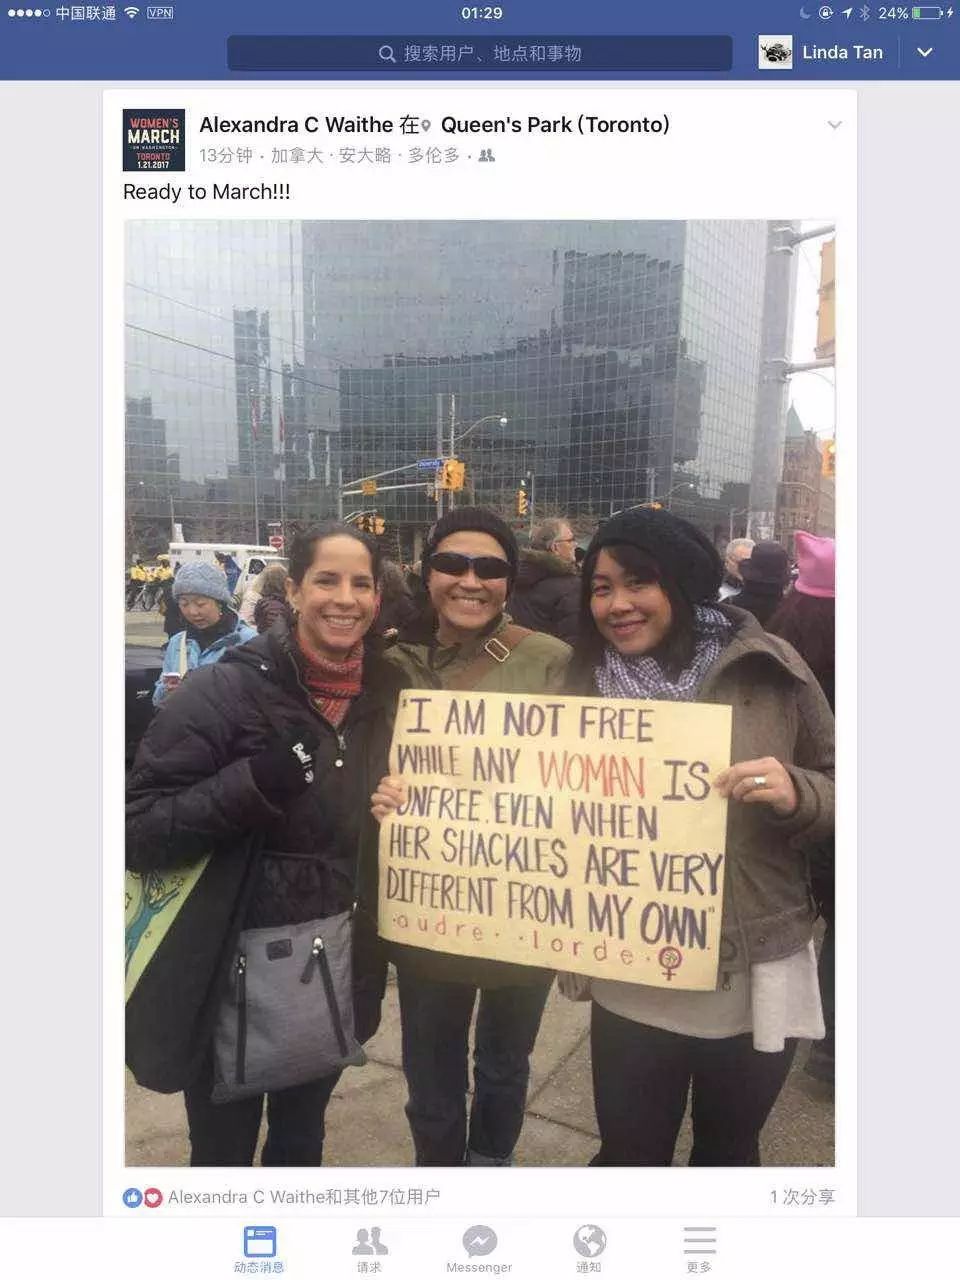 中国联通 VPN 01:29 24%
搜索用户、地点和事物 Linda Tan
WOMEN'S
MARCH
ON WASHINGTON
TORONTO
1.21.2017
Alexandra C Waithe 在 Queen's Park (Toronto)
13分钟 · 加拿大 · 安大略 · 多伦多 ·
Ready to March!!!
University
"I AM NOT FREE
WHILE ANY WOMAN IS
UNFREE, EVEN WHEN
HER SHACKLES ARE VERY
DIFFERENT FROM MY OWN."
·audre· ·lorde·
Alexandra C Waithe和其他7位用户 1 次分享
动态消息 请求 Messenger 通知 更多